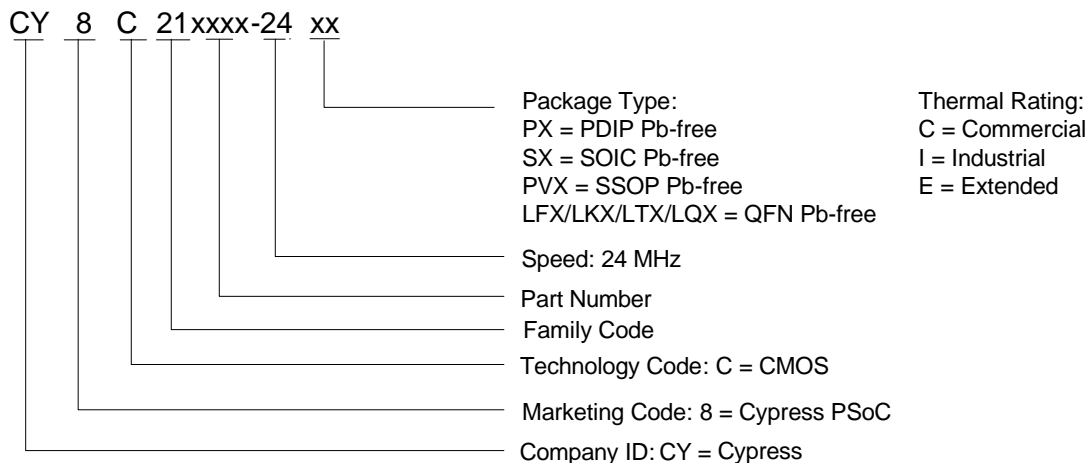 CY 8 C 21xxxx-24 xx
Package Type:
PX = PDIP Pb-free
SX = SOIC Pb-free
PVX = SSOP Pb-free
LFX/LKX/LTX/LQX = QFN Pb-free
Thermal Rating:
C = Commercial
I = Industrial
E = Extended
Speed: 24 MHz
Part Number
Family Code
Technology Code: C = CMOS
Marketing Code: 8 = Cypress PSoC
Company ID: CY = Cypress